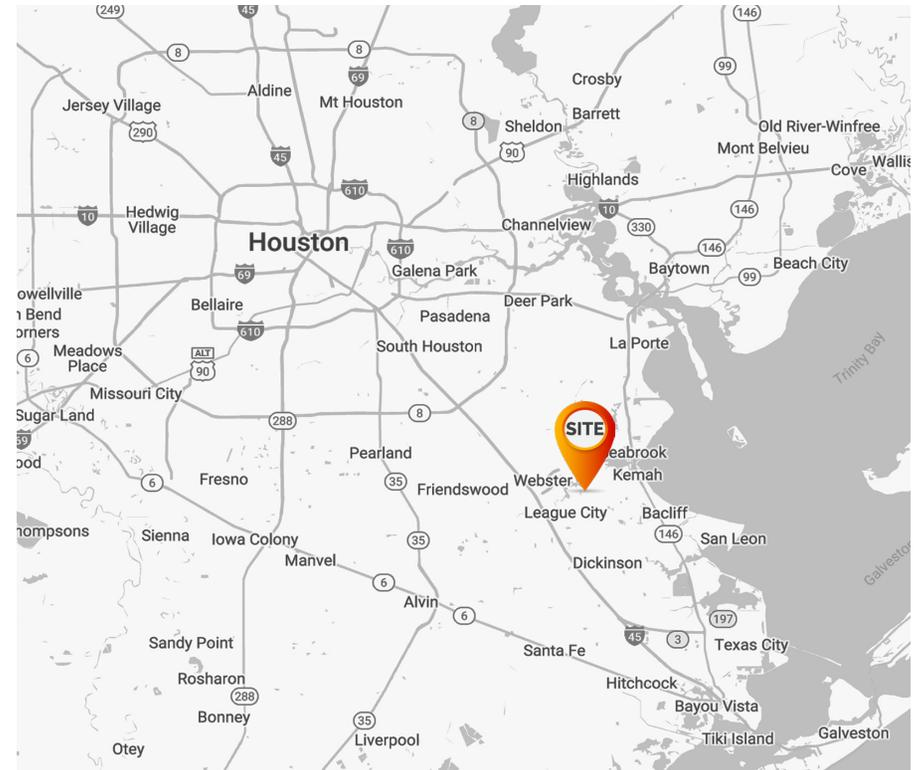 249
45
146
8
8
69
99
Crosby
Aldine
Mt Houston
Jersey Village
Barrett
290
8
Sheldon
Old River-Winfree
90
Mont Belvieu
45
Cove
Wallis
Highlands
610
10
Hedwig
Village
10
146
Channelview
330
Houston
610
146
Galena Park
Baytown
Beach City
69
99
owellville
Bellaire
Deer Park
n Bend
orners
Pasadena
610
La Porte
Trinity Bay
6
Meadows
Place
ALT
90
South Houston
Missouri City
Sugar Land
288
8
SITE
69
Pearland
eabrook
ood
Kemah
6
Fresno
35
Friendswood
Webster
League City
Bacliff
hompsons
Sienna
Iowa Colony
35
146
San Leon
Manvel
Dickinson
Galvesto
6
Alvin
6
197
Sandy Point
45
3
Texas City
Santa Fe
Rosharon
Hitchcock
288
Bonney
35
Bayou Vista
Otey
Liverpool
Tiki Island
Galveston